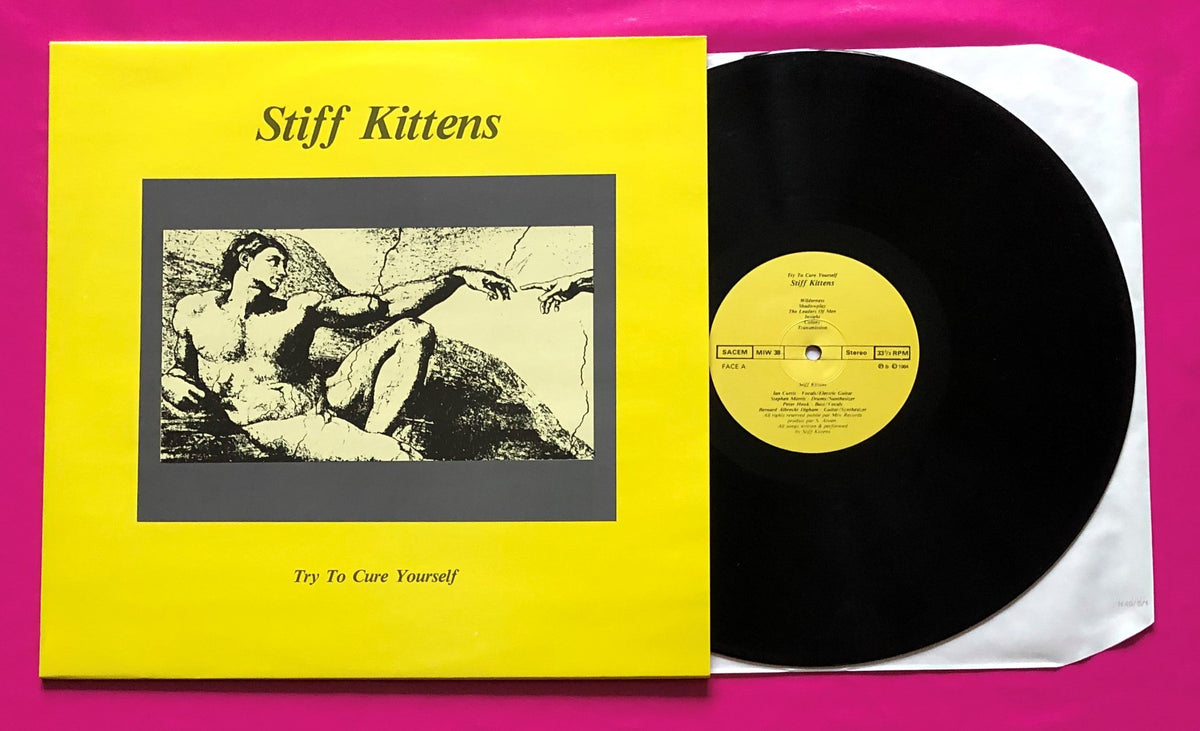 Stiff Kittens
Try To Cure Yourself
Try To Cure Yourself
Stiff Kittens
Wilderness
Shadowplay
The Leaders Of Men
Insight
Colony
Transmission
SACEM MIW 38 Stereo 33⅓ RPM
FACE A ℗ & © 1984
Stiff Kittens
Ian Curtis - Vocals/Electric Guitar
Stephen Morris - Drums/Synthesizer
Peter Hook - Bass/Vocals
Bernard Albrecht Digham - Guitar/Synthesizer
All rights reserved publié par MIW Records
produit par S.
All songs written & performed
by Stiff Kittens